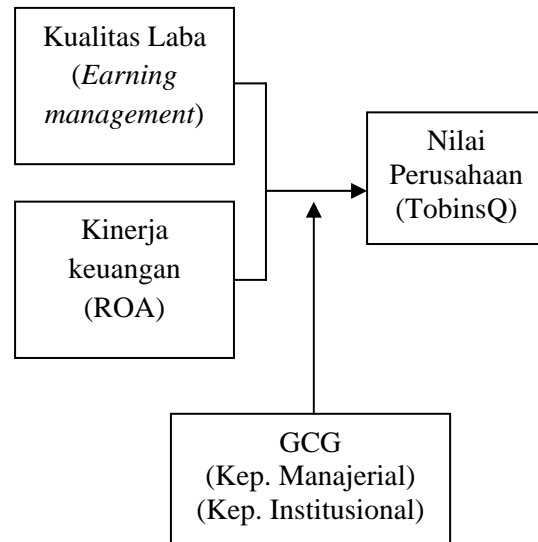 Kualitas Laba
(Earning
management)
Kinerja
keuangan
(ROA)
Nilai
Perusahaan
(TobinsQ)
GCG
(Kep. Manajerial)
(Kep. Institusional)